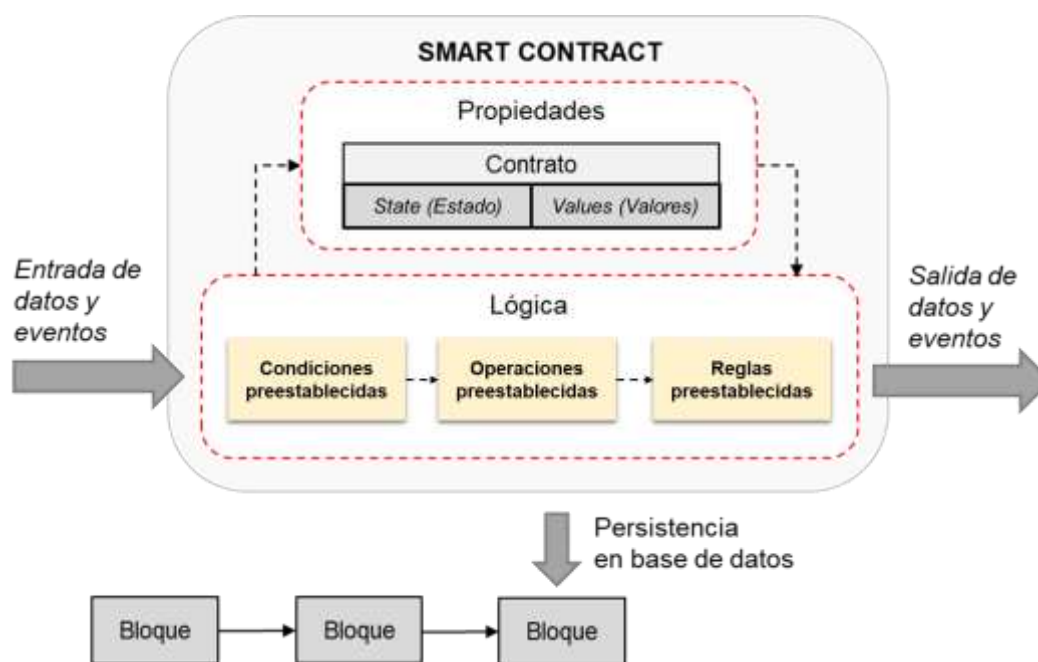 SMART CONTRACT
Propiedades
Contrato
State (Estado)
Values (Valores)
Entrada de
datos y
eventos
Lógica
Condiciones
preestablecidas
Operaciones
preestablecidas
Reglas
preestablecidas
Salida de
datos y
eventos
Persistencia
en base de datos
Bloque
Bloque
Bloque